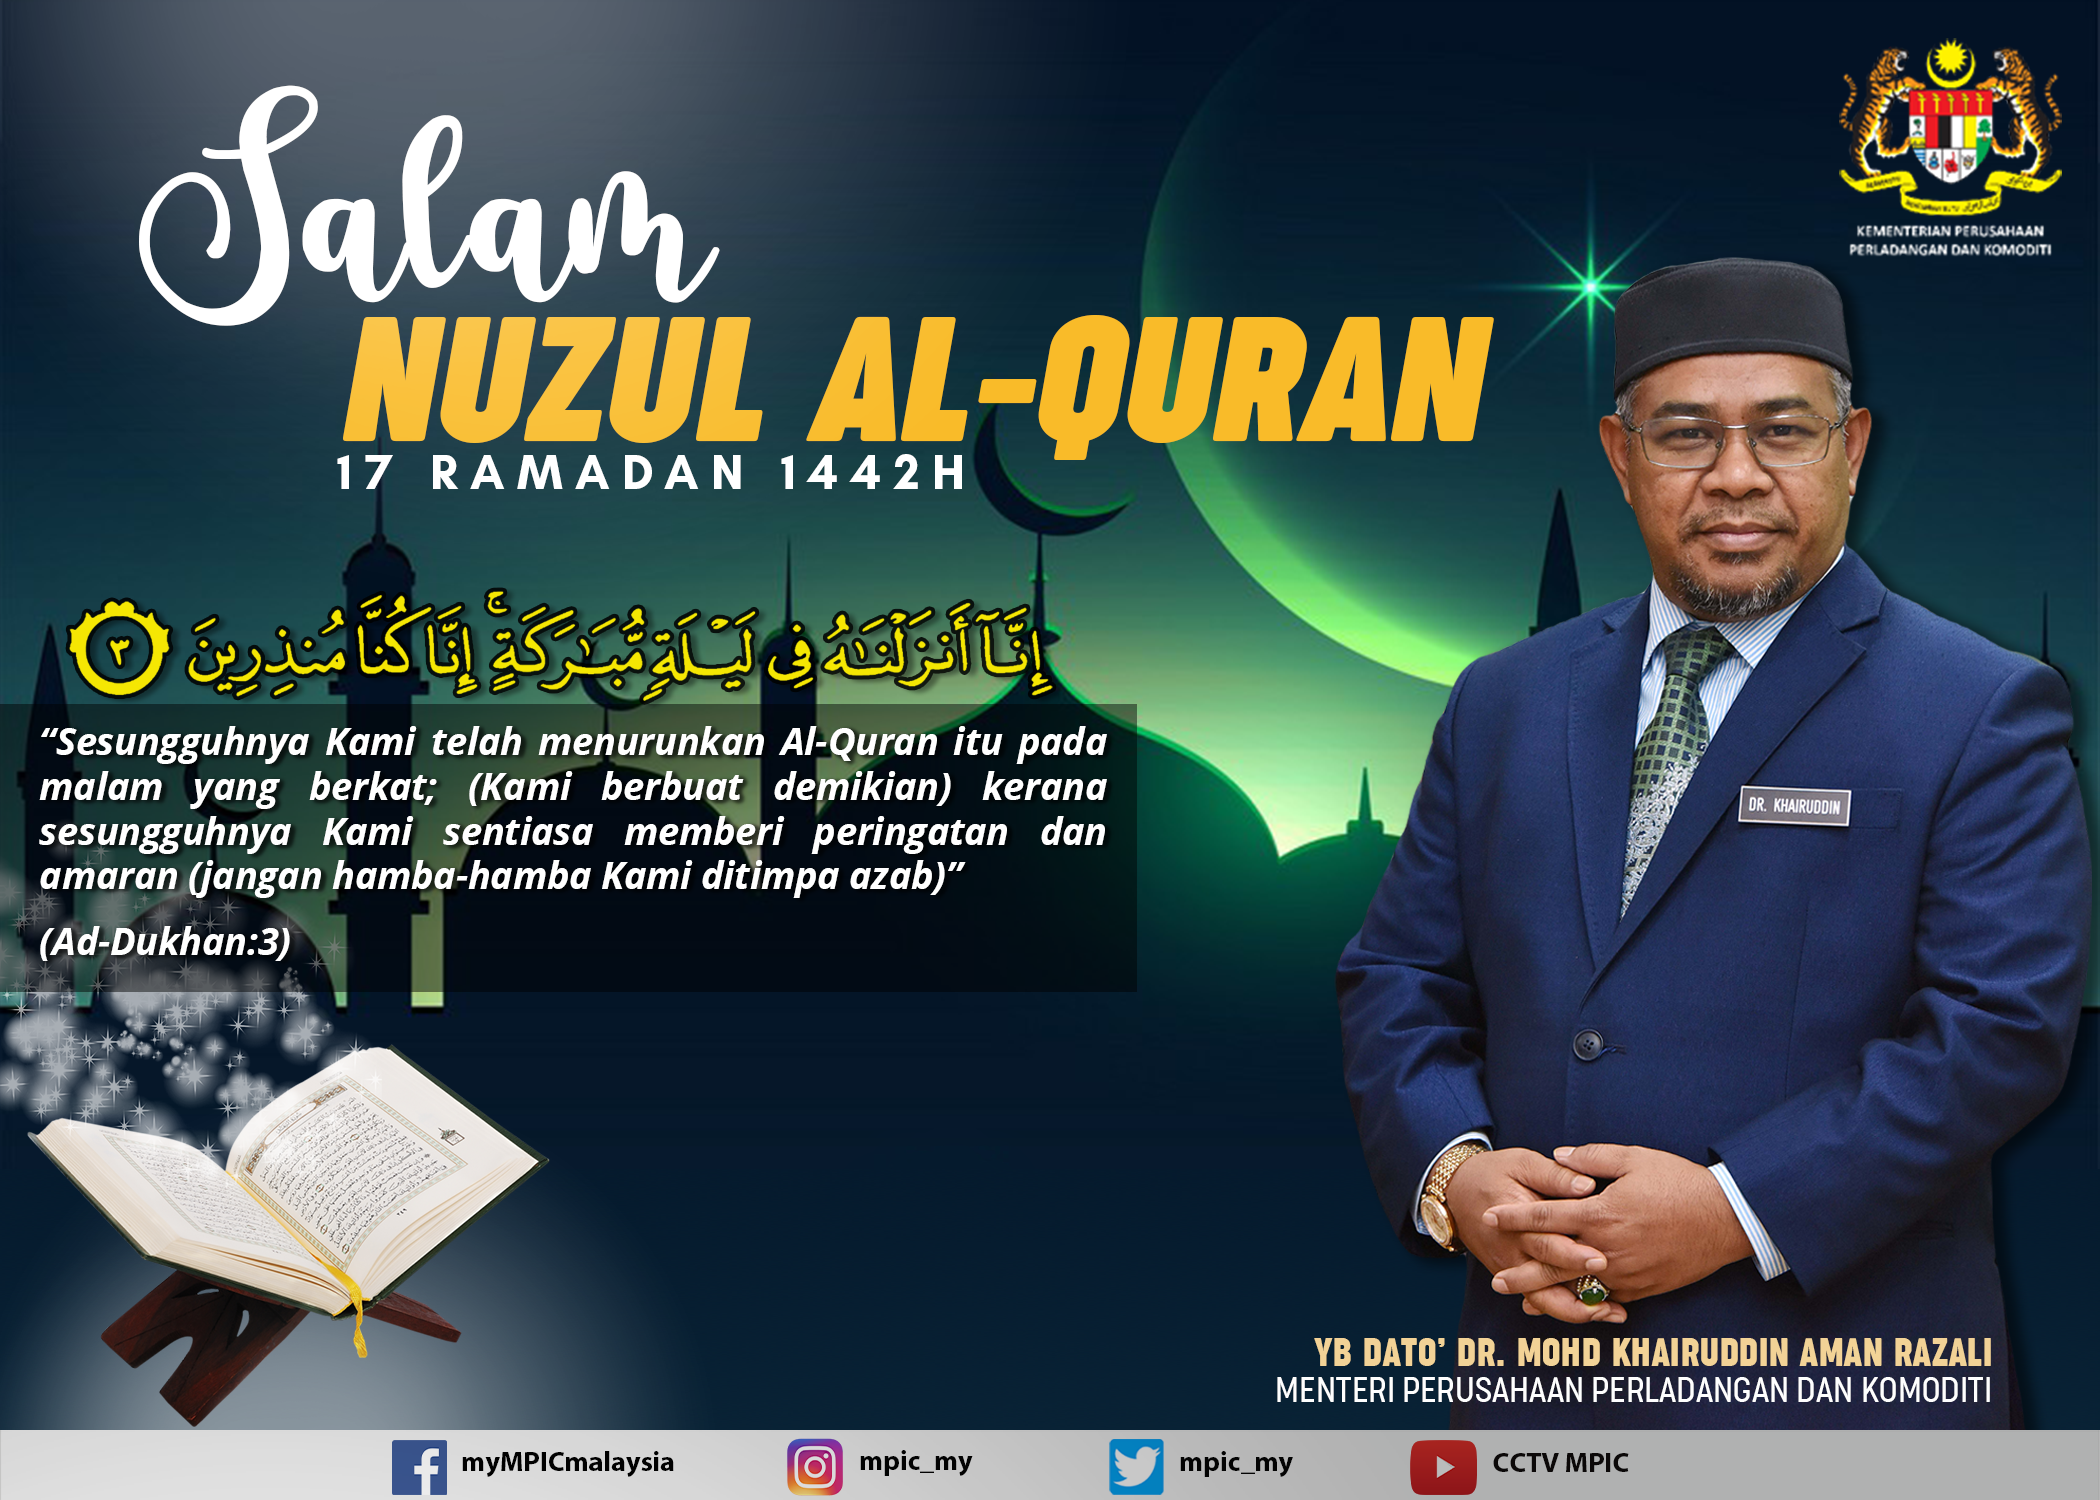 Salam
NUZUL AL-QURAN
17 RAMADAN 1442H
KEMENTERIAN PERUSAHAAN
PERLADANGAN DAN KOMODITI
إِنَّآ أَنزَلْنَـٰهُ فِى لَيْلَةٍ مُّبَـٰرَكَةٍ ۚ إِنَّا كُنَّا مُنذِرِينَ ٣
“Sesungguhnya Kami telah menurunkan Al-Quran itu pada
malam yang berkat; (Kami berbuat demikian) kerana
sesungguhnya Kami sentiasa memberi peringatan dan
amaran (jangan hamba-hamba Kami ditimpa azab)”
(Ad-Dukhan:3)
DR. KHAIRUDDIN
YB DATO’ DR. MOHD KHAIRUDDIN AMAN RAZALI
MENTERI PERUSAHAAN PERLADANGAN DAN KOMODITI
myMPICmalaysia
mpic_my
mpic_my
CCTV MPIC